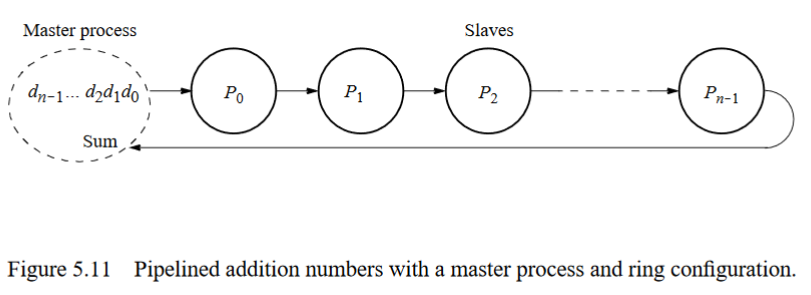 Master process
Slaves
dₙ₋₁... d₂d₁d₀
P₀
P₁
P₂
Pₙ₋₁
Sum
Figure 5.11 Pipelined addition numbers with a master process and ring configuration.